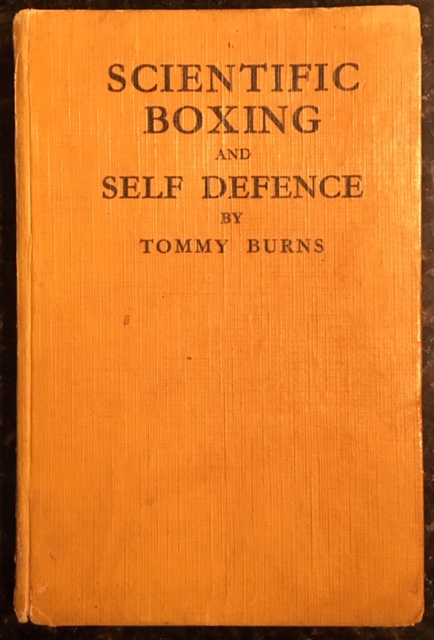 SCIENTIFIC
BOXING
AND
SELF DEFENCE
BY
TOMMY BURNS